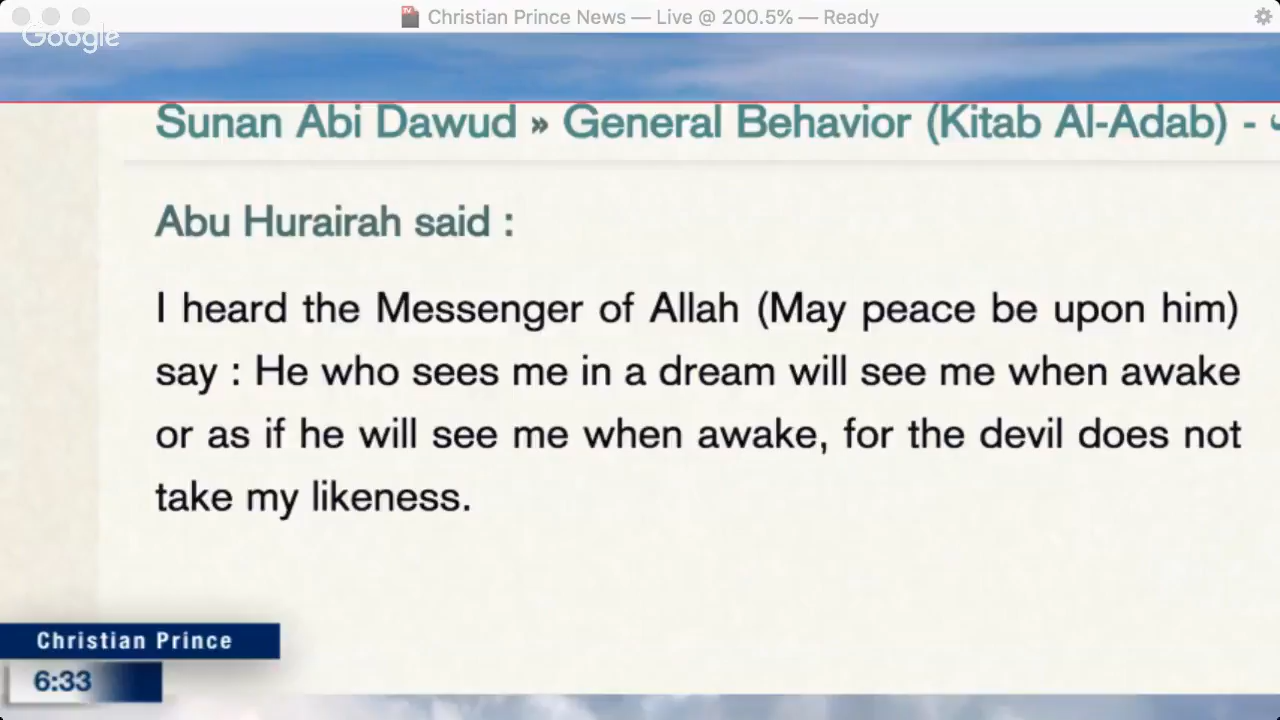 Christian Prince News — Live @ 200.5% — Ready
Google
Sunan Abi Dawud » General Behavior (Kitab Al-Adab) -
Abu Hurairah said :
I heard the Messenger of Allah (May peace be upon him)
say : He who sees me in a dream will see me when awake
or as if he will see me when awake, for the devil does not
take my likeness.
Christian Prince
6:33